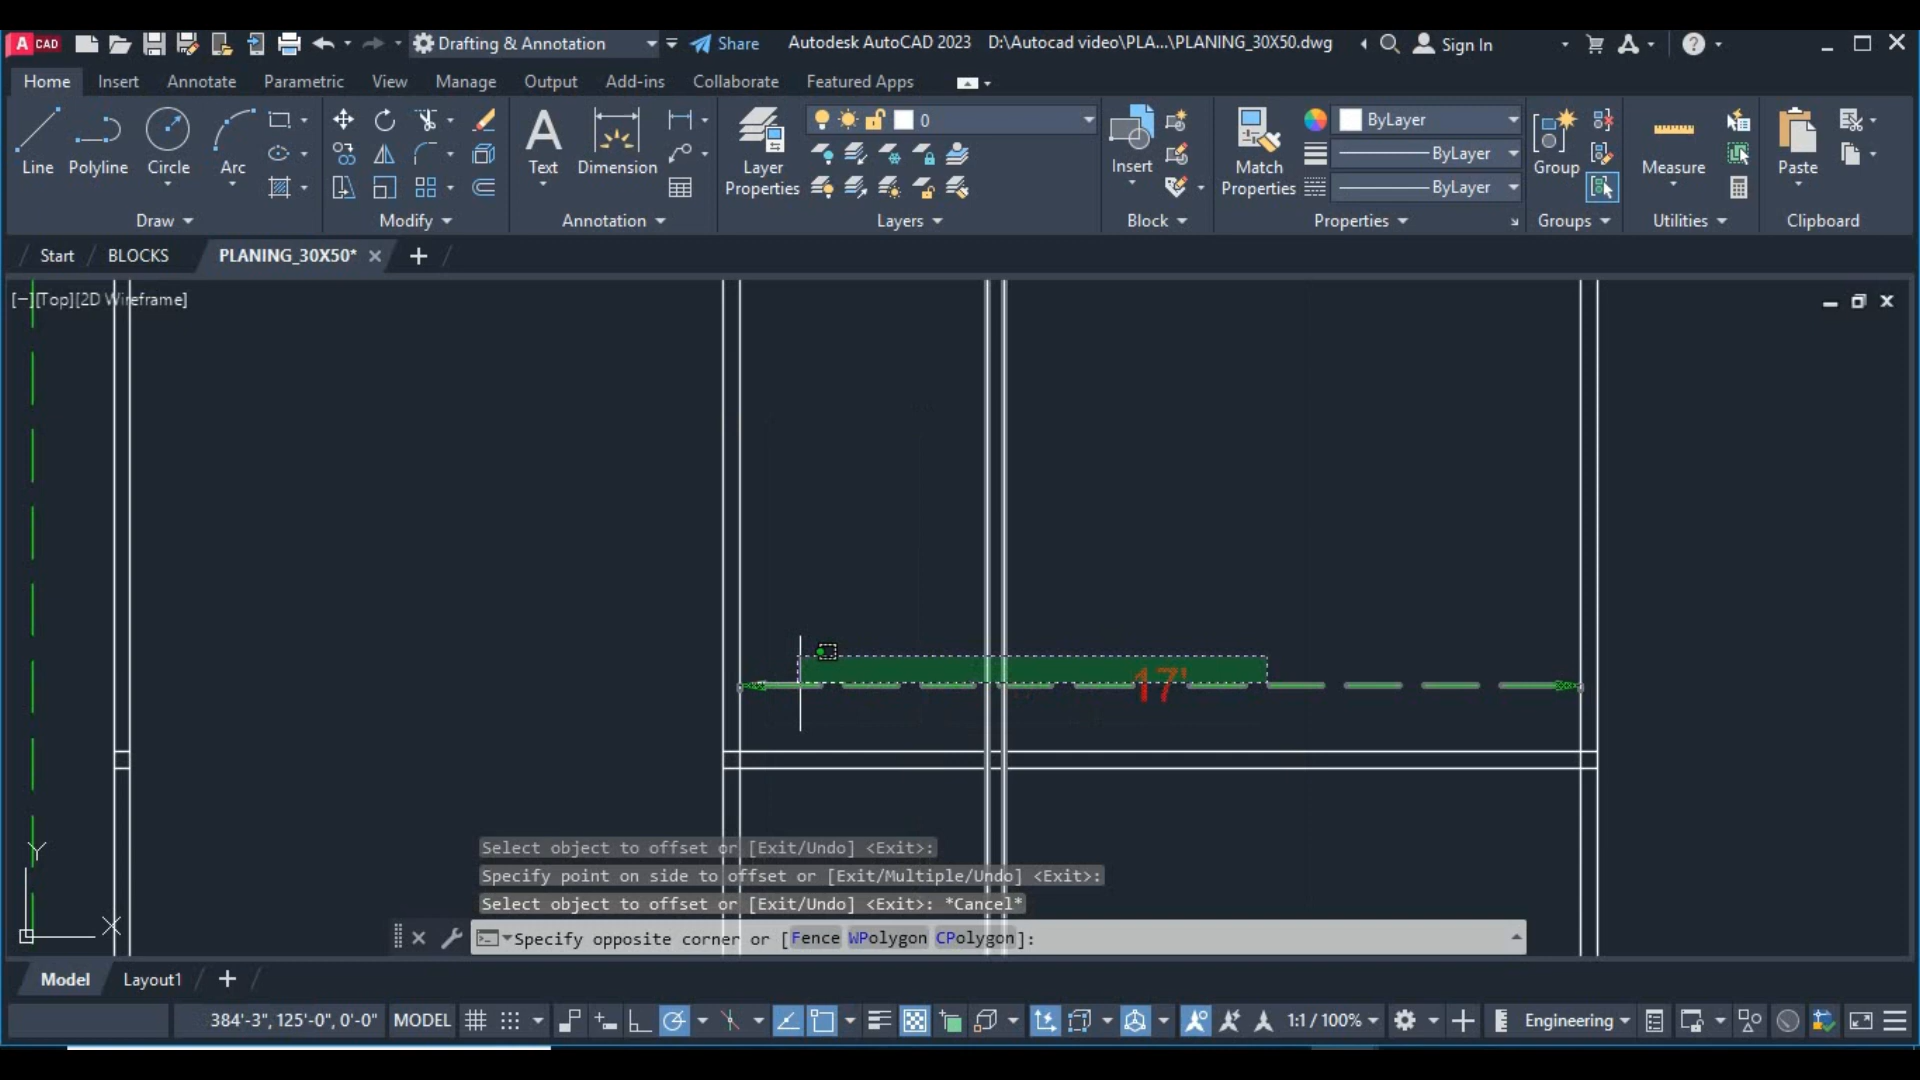 A CAD Drafting & Annotation Share Autodesk AutoCAD 2023 D:\Autocad video\PLA...\PLANING_30X50.dwg Sign In
Home Insert Annotate Parametric View Manage Output Add-ins Collaborate Featured Apps
0 ByLayer
ByLayer
Line Polyline Circle Arc Text Dimension Layer Properties Insert Match Properties Group Measure Paste
ByLayer
Draw Modify Annotation Layers Block Properties Groups Utilities Clipboard
Start BLOCKS PLANING_30X50*
[−][Top][2D Wireframe]
17'
Y
X
Select object to offset or [Exit/Undo] <Exit>:
Specify point on side to offset or [Exit/Multiple/Undo] <Exit>:
Select object to offset or [Exit/Undo] <Exit>: *Cancel*
Specify opposite corner or [Fence WPolygon CPolygon]:
Model Layout1
384'-3", 125'-0", 0'-0" MODEL 1:1 / 100% Engineering